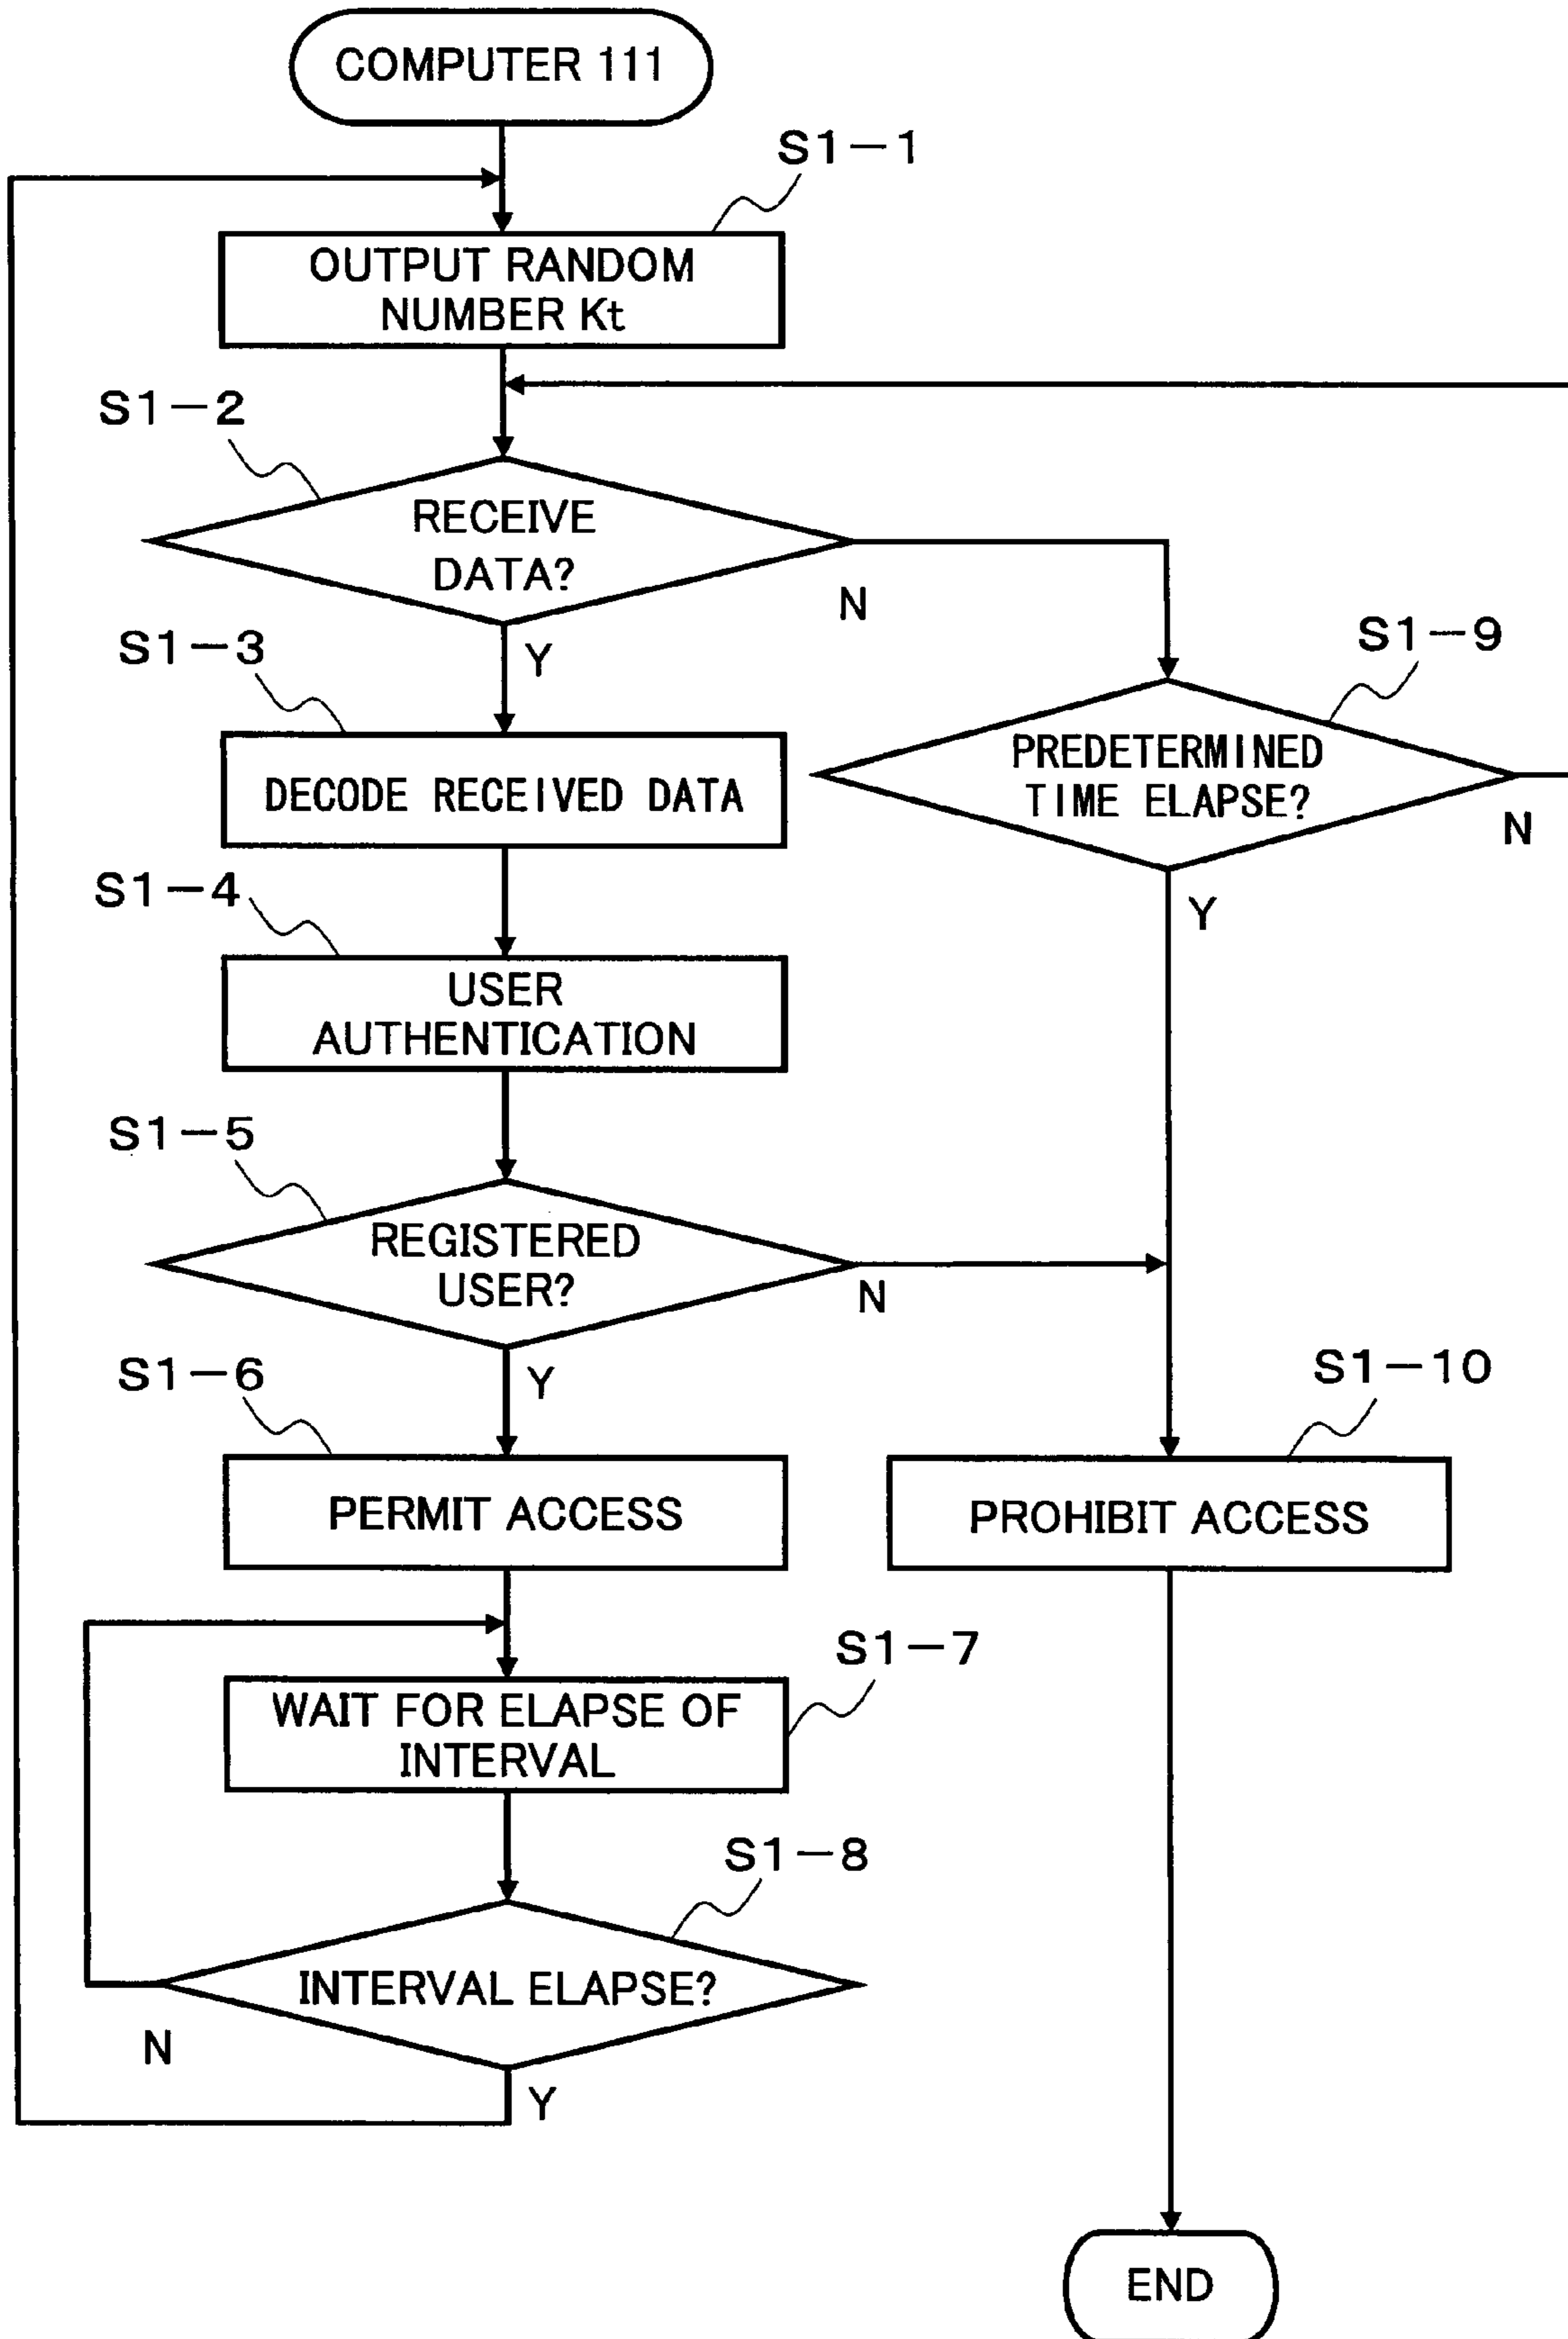 COMPUTER 111
S1-1
OUTPUT RANDOM
NUMBER Kt
S1-2
RECEIVE
DATA?
N
Y
S1-3
DECODE RECEIVED DATA
S1-9
PREDETERMINED
TIME ELAPSE?
N
Y
S1-4
USER
AUTHENTICATION
S1-5
REGISTERED
USER?
N
Y
S1-6
PERMIT ACCESS
S1-10
PROHIBIT ACCESS
S1-7
WAIT FOR ELAPSE OF
INTERVAL
S1-8
INTERVAL ELAPSE?
N
Y
END